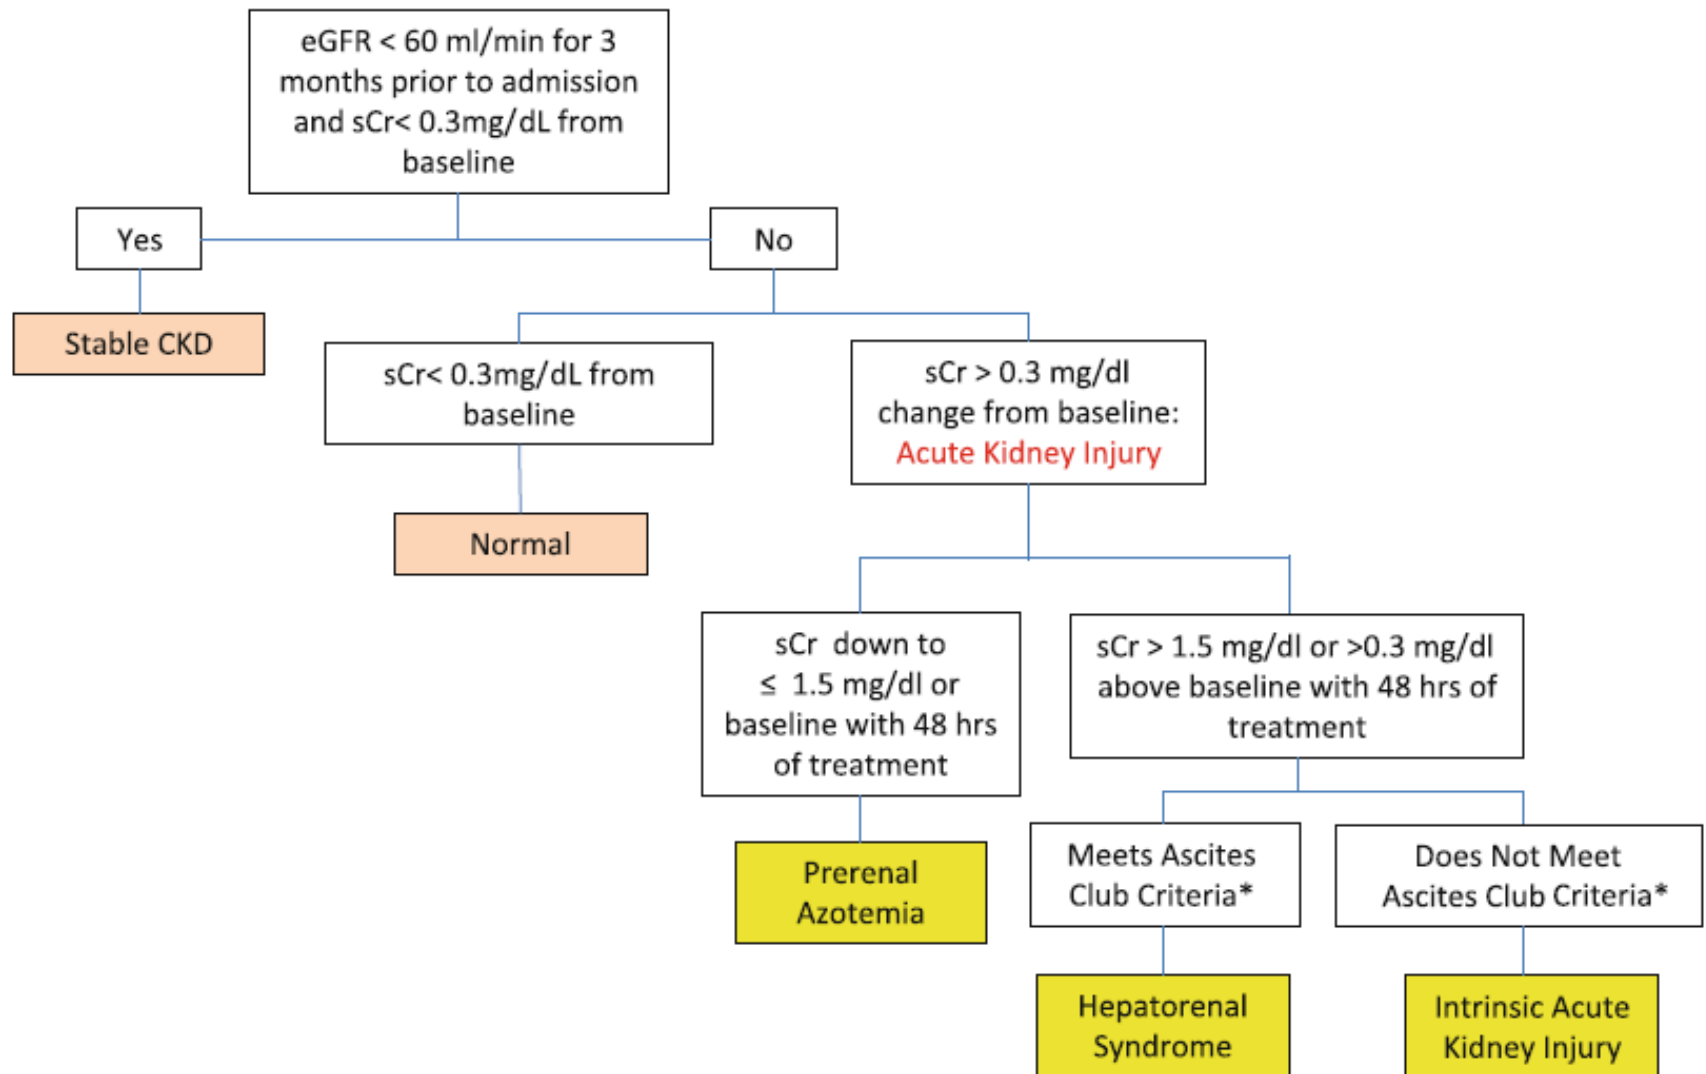 eGFR < 60 ml/min for 3
months prior to admission
and sCr< 0.3mg/dL from
baseline
Yes
No
Stable CKD
sCr< 0.3mg/dL from
baseline
sCr > 0.3 mg/dl
change from baseline:
Acute Kidney Injury
Normal
sCr down to
≤ 1.5 mg/dl or
baseline with 48 hrs
of treatment
sCr > 1.5 mg/dl or >0.3 mg/dl
above baseline with 48 hrs of
treatment
Prerenal
Azotemia
Meets Ascites
Club Criteria*
Does Not Meet
Ascites Club Criteria*
Hepatorenal
Syndrome
Intrinsic Acute
Kidney Injury